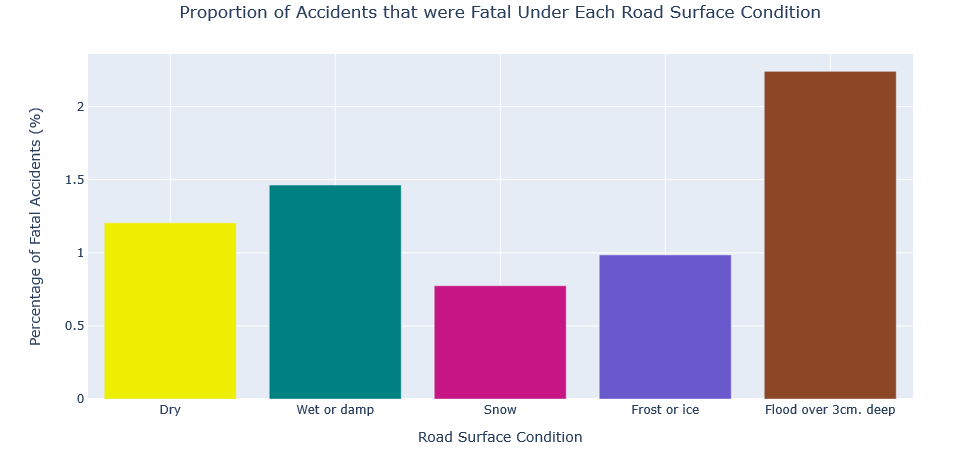 Proportion of Accidents that were Fatal Under Each Road Surface Condition
Percentage of Fatal Accidents (%)
2
1.5
1
0.5
0
Dry
Wet or damp
Snow
Frost or ice
Flood over 3cm. deep
Road Surface Condition